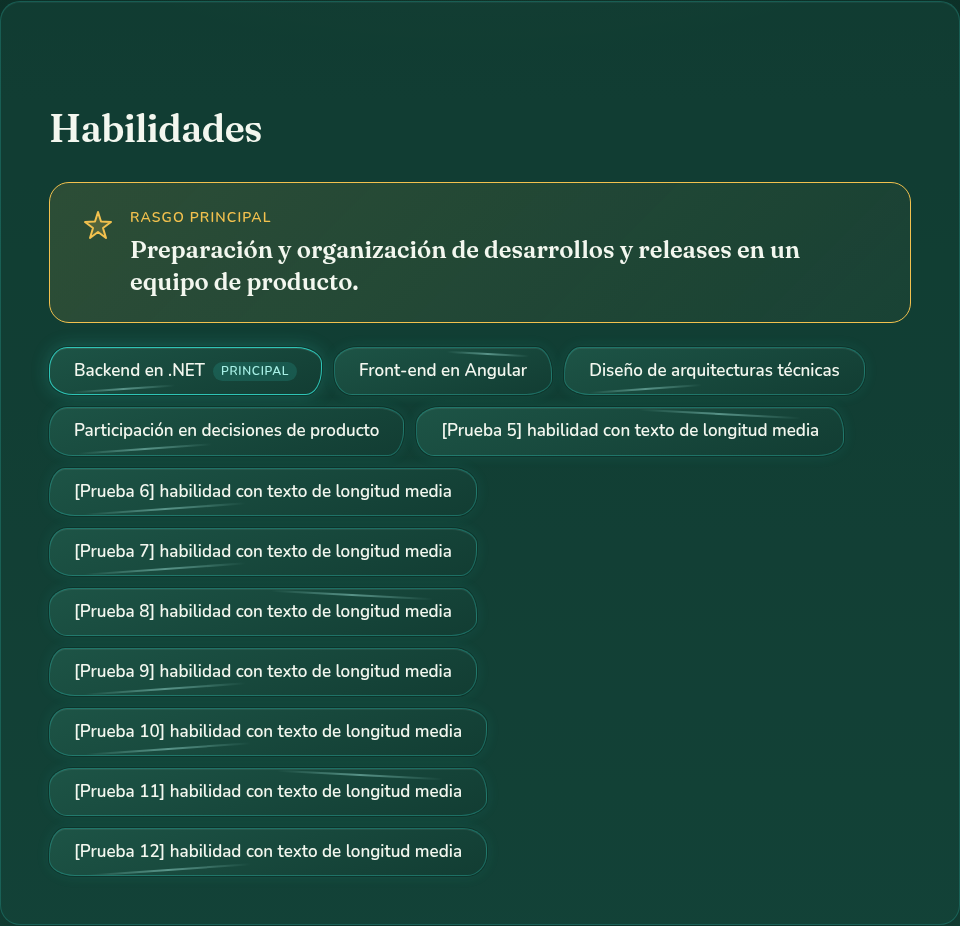 Habilidades
RASGO PRINCIPAL
Preparación y organización de desarrollos y releases en un
equipo de producto.
Backend en .NET PRINCIPAL
Front-end en Angular
Diseño de arquitecturas técnicas
Participación en decisiones de producto
[Prueba 5] habilidad con texto de longitud media
[Prueba 6] habilidad con texto de longitud media
[Prueba 7] habilidad con texto de longitud media
[Prueba 8] habilidad con texto de longitud media
[Prueba 9] habilidad con texto de longitud media
[Prueba 10] habilidad con texto de longitud media
[Prueba 11] habilidad con texto de longitud media
[Prueba 12] habilidad con texto de longitud media